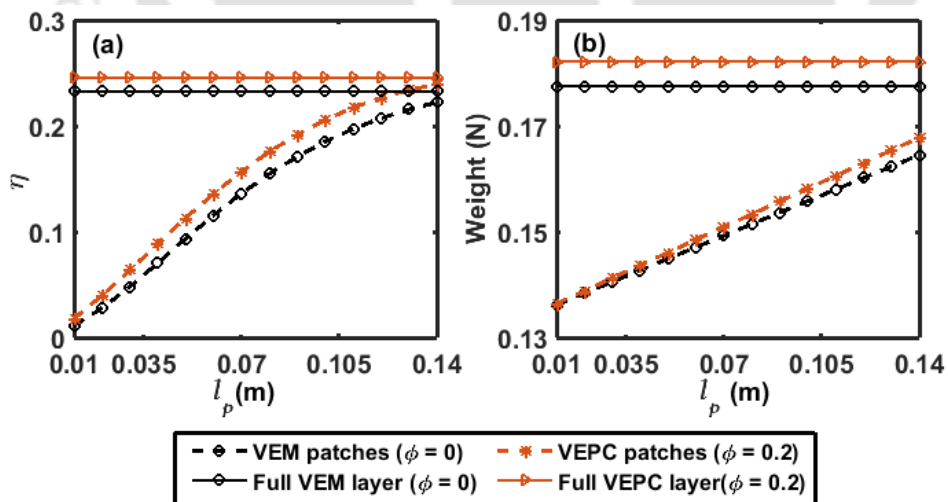 (a)
0.3
0.2
0.1
0
η
0.01 0.035 0.07 0.105 0.14
l_p (m)
(b)
0.19
0.17
0.15
0.13
Weight (N)
0.01 0.035 0.07 0.105 0.14
l_p (m)
VEM patches (ϕ = 0)
VEPC patches (ϕ = 0.2)
Full VEM layer (ϕ = 0)
Full VEPC layer(ϕ = 0.2)